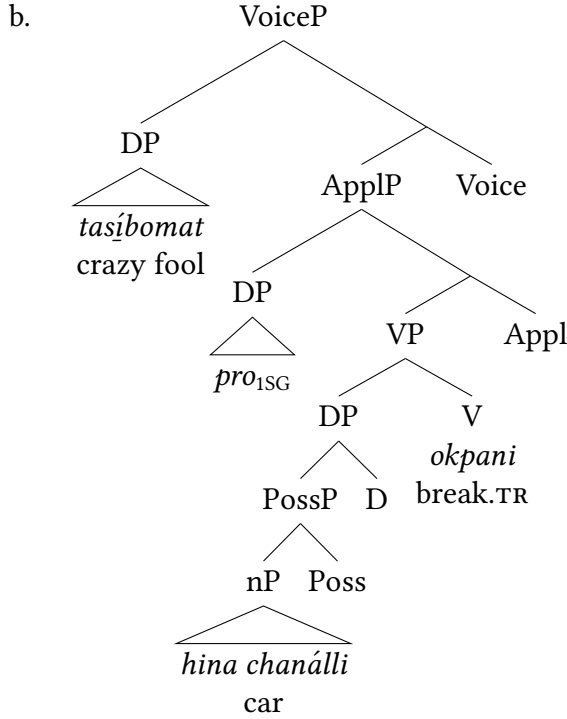 b.
VoiceP
DP
ApplP Voice
tasí̱bomat
crazy fool
DP
VP Appl
pro1SG
DP V
okpani
PossP D break.TR
nP Poss
hina chanálli
car